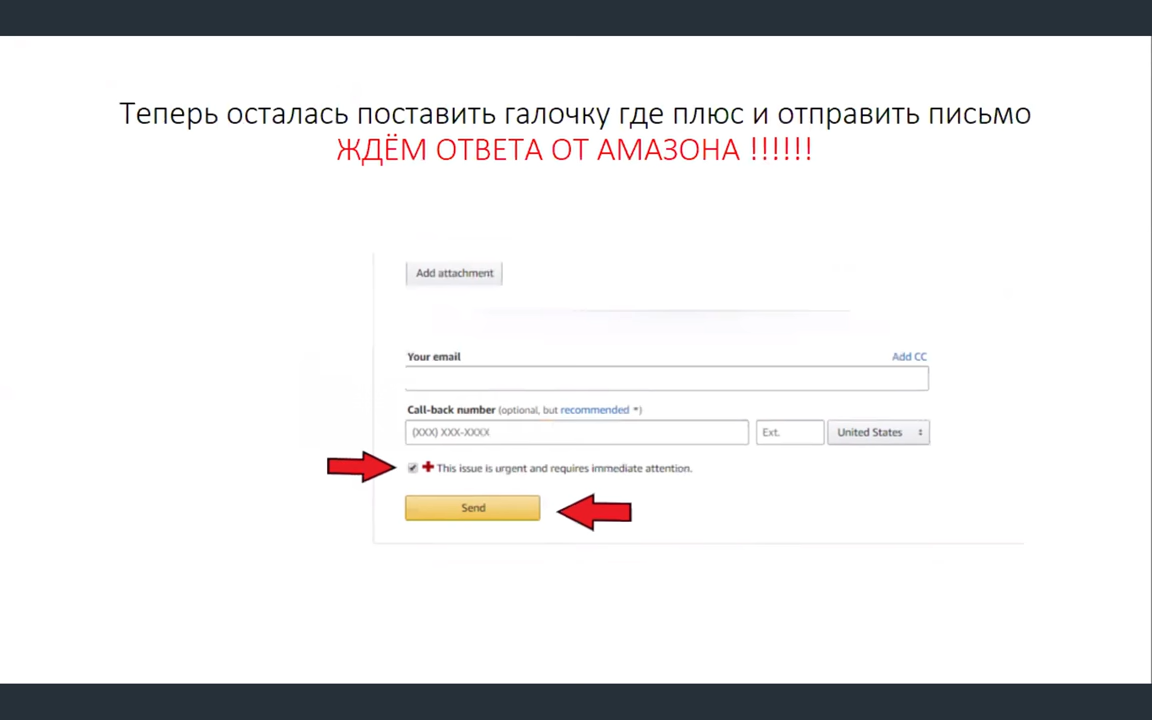 Теперь осталась поставить галочку где плюс и отправить письмо
ЖДЁМ ОТВЕТА ОТ АМАЗОНА !!!!!!
Add attachment
Your email Add CC
Call-back number (optional, but recommended *)
(XXX) XXX-XXXX Ext. United States
This issue is urgent and requires immediate attention.
Send